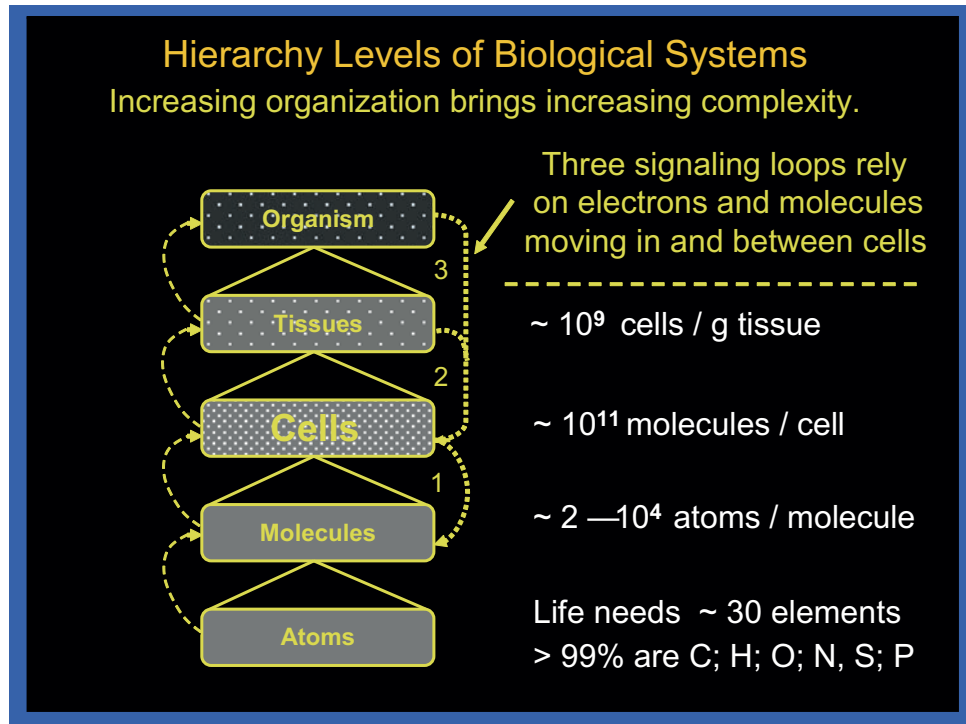 Hierarchy Levels of Biological Systems
Increasing organization brings increasing complexity.
Three signaling loops rely
on electrons and molecules
moving in and between cells
Organism
3
Tissues
~ 10⁹ cells / g tissue
2
Cells
~ 10¹¹ molecules / cell
1
Molecules
~ 2 —10⁴ atoms / molecule
Atoms
Life needs ~ 30 elements
> 99% are C; H; O; N, S; P